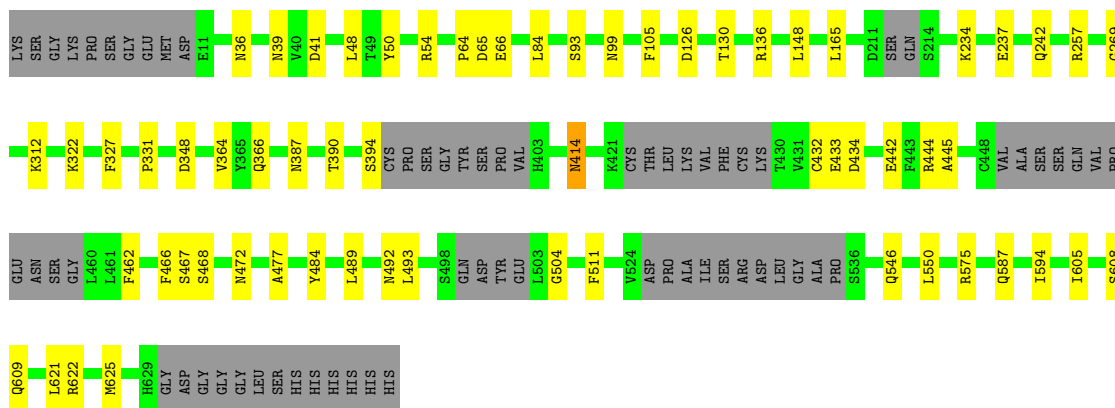 LYS SER GLY LYS PRO SER GLY GLU MET ASP E11 N36 N39 V40 D41 L48 T49 Y50 R54 P64 D65 E66 L84 S93 N99 F105 D126 T130 R136 L148 L165 D211 SER GLN S214 K234 E237 Q242 R257
K312 K322 F327 P331 D348 V364 Y365 Q366 N387 T390 S394 CYS PRO SER GLY TYR SER PRO VAL H403 N414 K421 CYS THR LEU LYS VAL PHE CYS LYS T430 V431 C432 E433 D434 E442 F443 R444 A445 C448 VAL ALA SER SER GLN VAL PRO
GLU ASN SER GLY L460 L461 F462 F466 S467 S468 N472 A477 Y484 L489 N492 L493 S498 GLN ASP TYR GLU L503 G504 F511 V524 ASP PRO ALA ILE SER ARG ASP LEU GLY ALA PRO S536 Q546 L550 R575 Q587 I594 I605 S608
Q609 L621 R622 M625 H629 GLY ASP GLY GLY GLY LEU SER HIS HIS HIS HIS HIS HIS